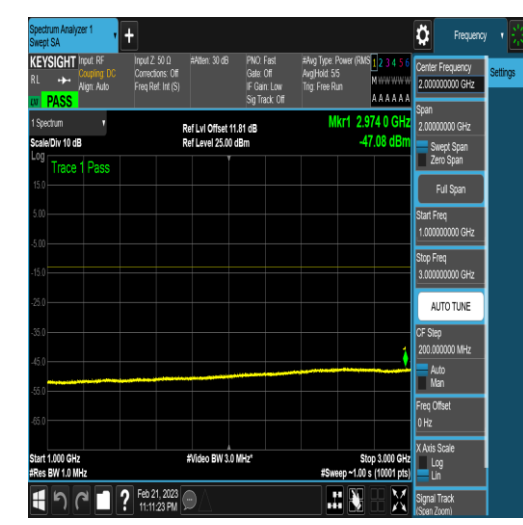 Spectrum Analyzer 1
Swept SA
Frequency
KEYSIGHT
RL
Input: RF
Coupling: DC
Align: Auto
Input Z: 50 Ω
Corrections: Off
Freq Ref: Int (S)
#Atten: 30 dB
PNO: Fast
Gate: Off
IF Gain: Low
Sig Track: Off
#Avg Type: Power (RMS
Avg|Hold: 5/5
Trig: Free Run
1 2 3 4 5 6
M W W W W W
A A A A A A
PASS
1 Spectrum
Scale/Div 10 dB
Ref Lvl Offset 11.81 dB
Ref Level 25.00 dBm
Mkr1 2.974 0 GHz
-47.08 dBm
Log
Trace 1 Pass
15.0
5.00
-5.00
-15.0
-25.0
-35.0
-45.0
-55.0
-65.0
1
Start 1.000 GHz
#Res BW 1.0 MHz
#Video BW 3.0 MHz*
Stop 3.000 GHz
#Sweep ~1.00 s (10001 pts)
Feb 21, 2023
11:11:23 PM
Center Frequency
2.000000000 GHz
Settings
Span
2.00000000 GHz
Swept Span
Zero Span
Full Span
Start Freq
1.000000000 GHz
Stop Freq
3.000000000 GHz
AUTO TUNE
CF Step
200.000000 MHz
Auto
Man
Freq Offset
0 Hz
X Axis Scale
Log
Lin
Signal Track
(Span Zoom)